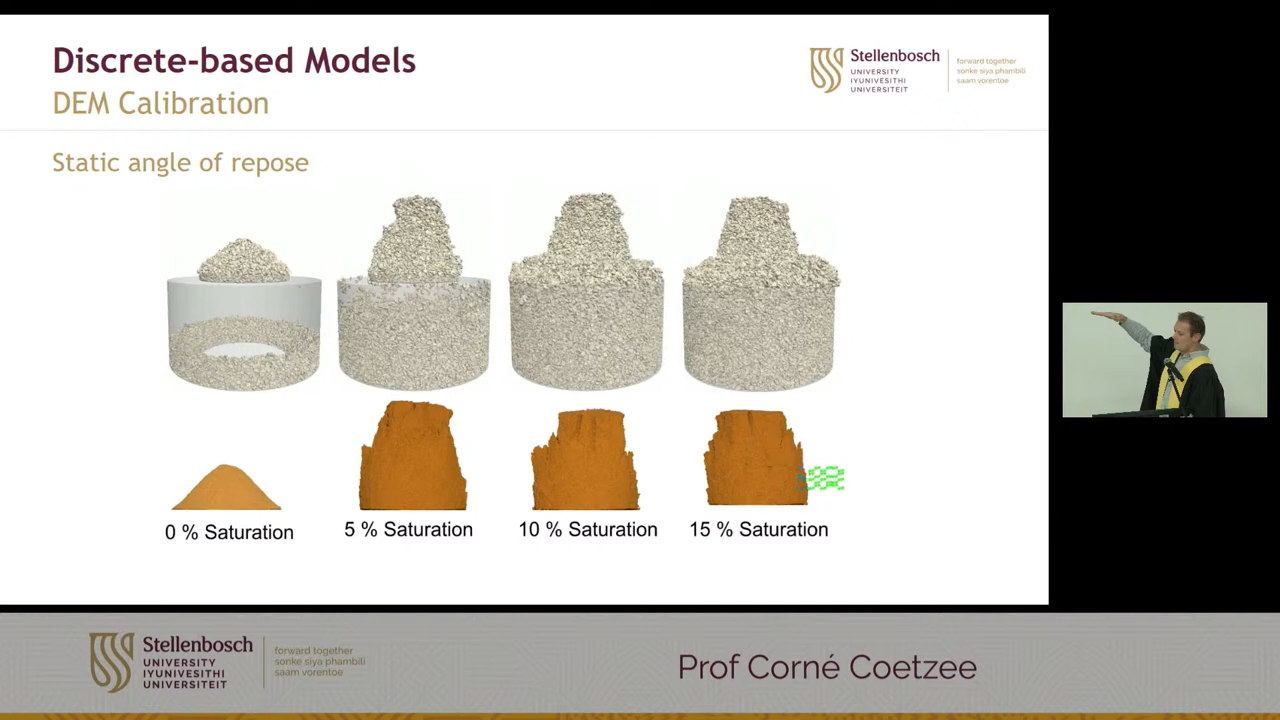 Discrete-based Models
DEM Calibration
Stellenbosch
UNIVERSITY
IYUNIVESITHI
UNIVERSITEIT
forward together
sonke siya phambili
saam vorentoe
Static angle of repose
0 % Saturation
5 % Saturation
10 % Saturation
15 % Saturation
Stellenbosch
UNIVERSITY
IYUNIVESITHI
UNIVERSITEIT
forward together
sonke siya phambili
saam vorentoe
Prof Corné Coetzee